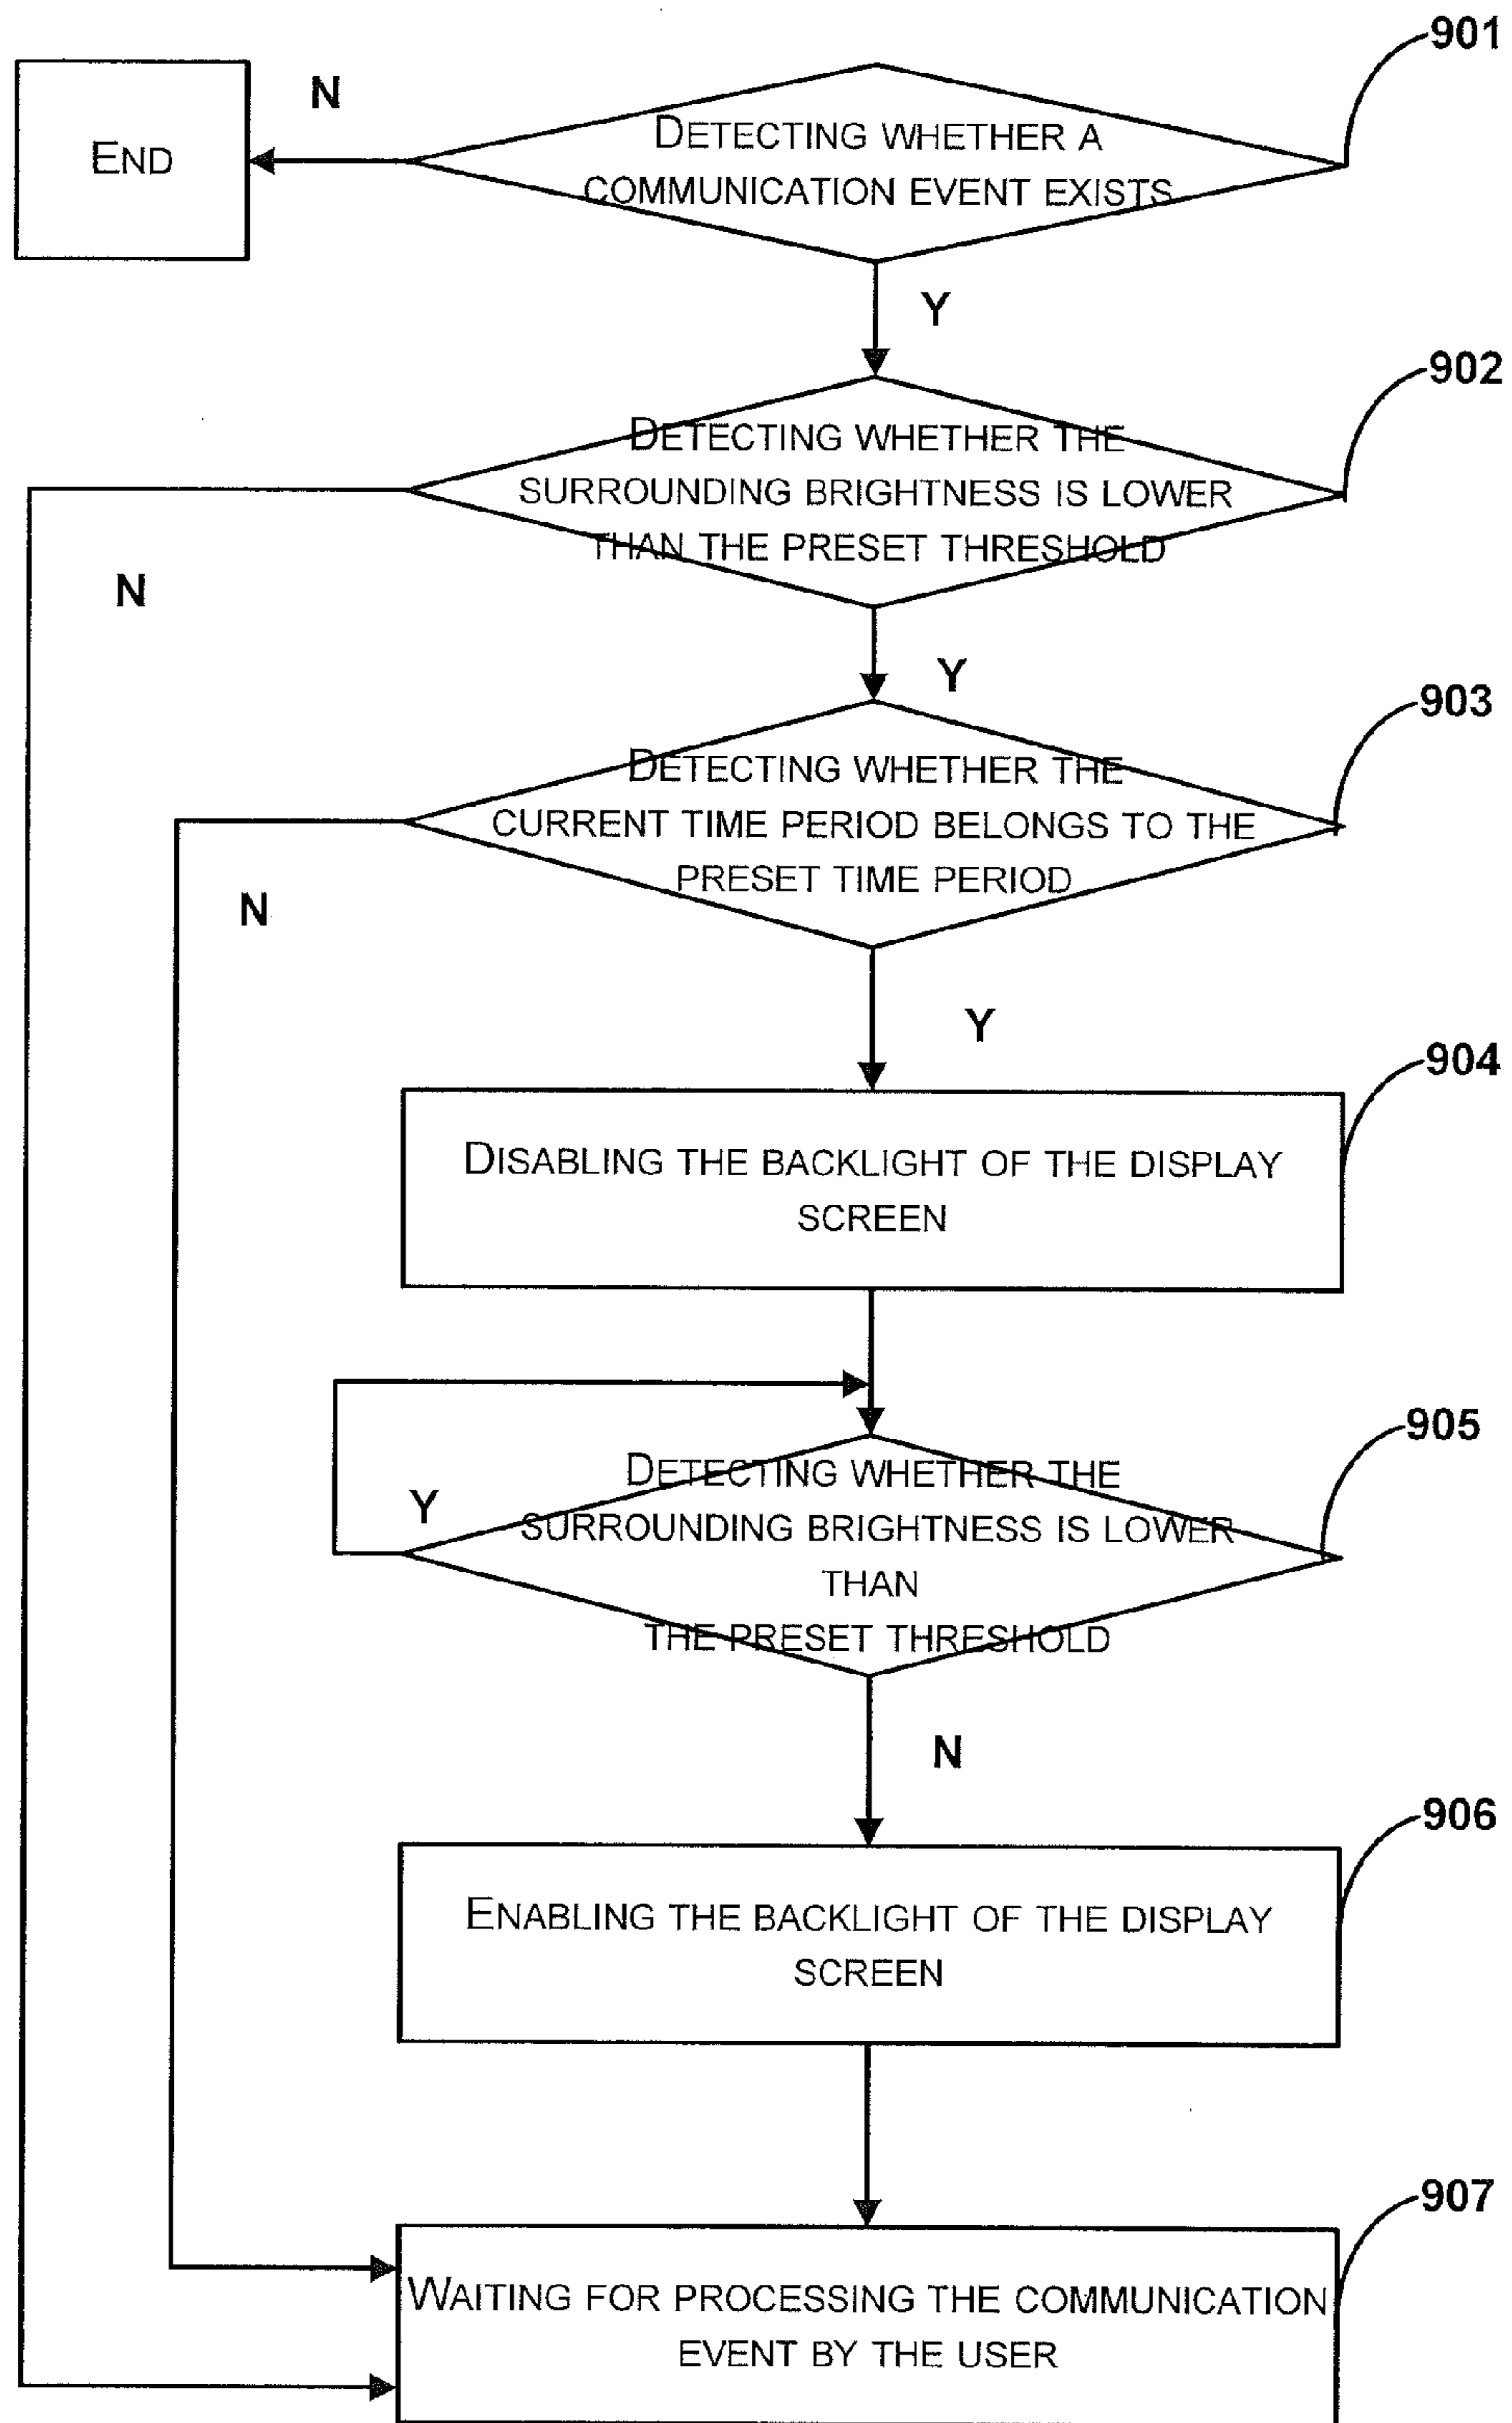 901
END
N
DETECTING WHETHER A
COMMUNICATION EVENT EXISTS
Y
902
DETECTING WHETHER THE
SURROUNDING BRIGHTNESS IS LOWER
THAN THE PRESET THRESHOLD
N
Y
903
DETECTING WHETHER THE
CURRENT TIME PERIOD BELONGS TO THE
PRESET TIME PERIOD
N
Y
904
DISABLING THE BACKLIGHT OF THE DISPLAY
SCREEN
905
DETECTING WHETHER THE
Y
SURROUNDING BRIGHTNESS IS LOWER
THAN
THE PRESET THRESHOLD
N
906
ENABLING THE BACKLIGHT OF THE DISPLAY
SCREEN
907
WAITING FOR PROCESSING THE COMMUNICATION
EVENT BY THE USER